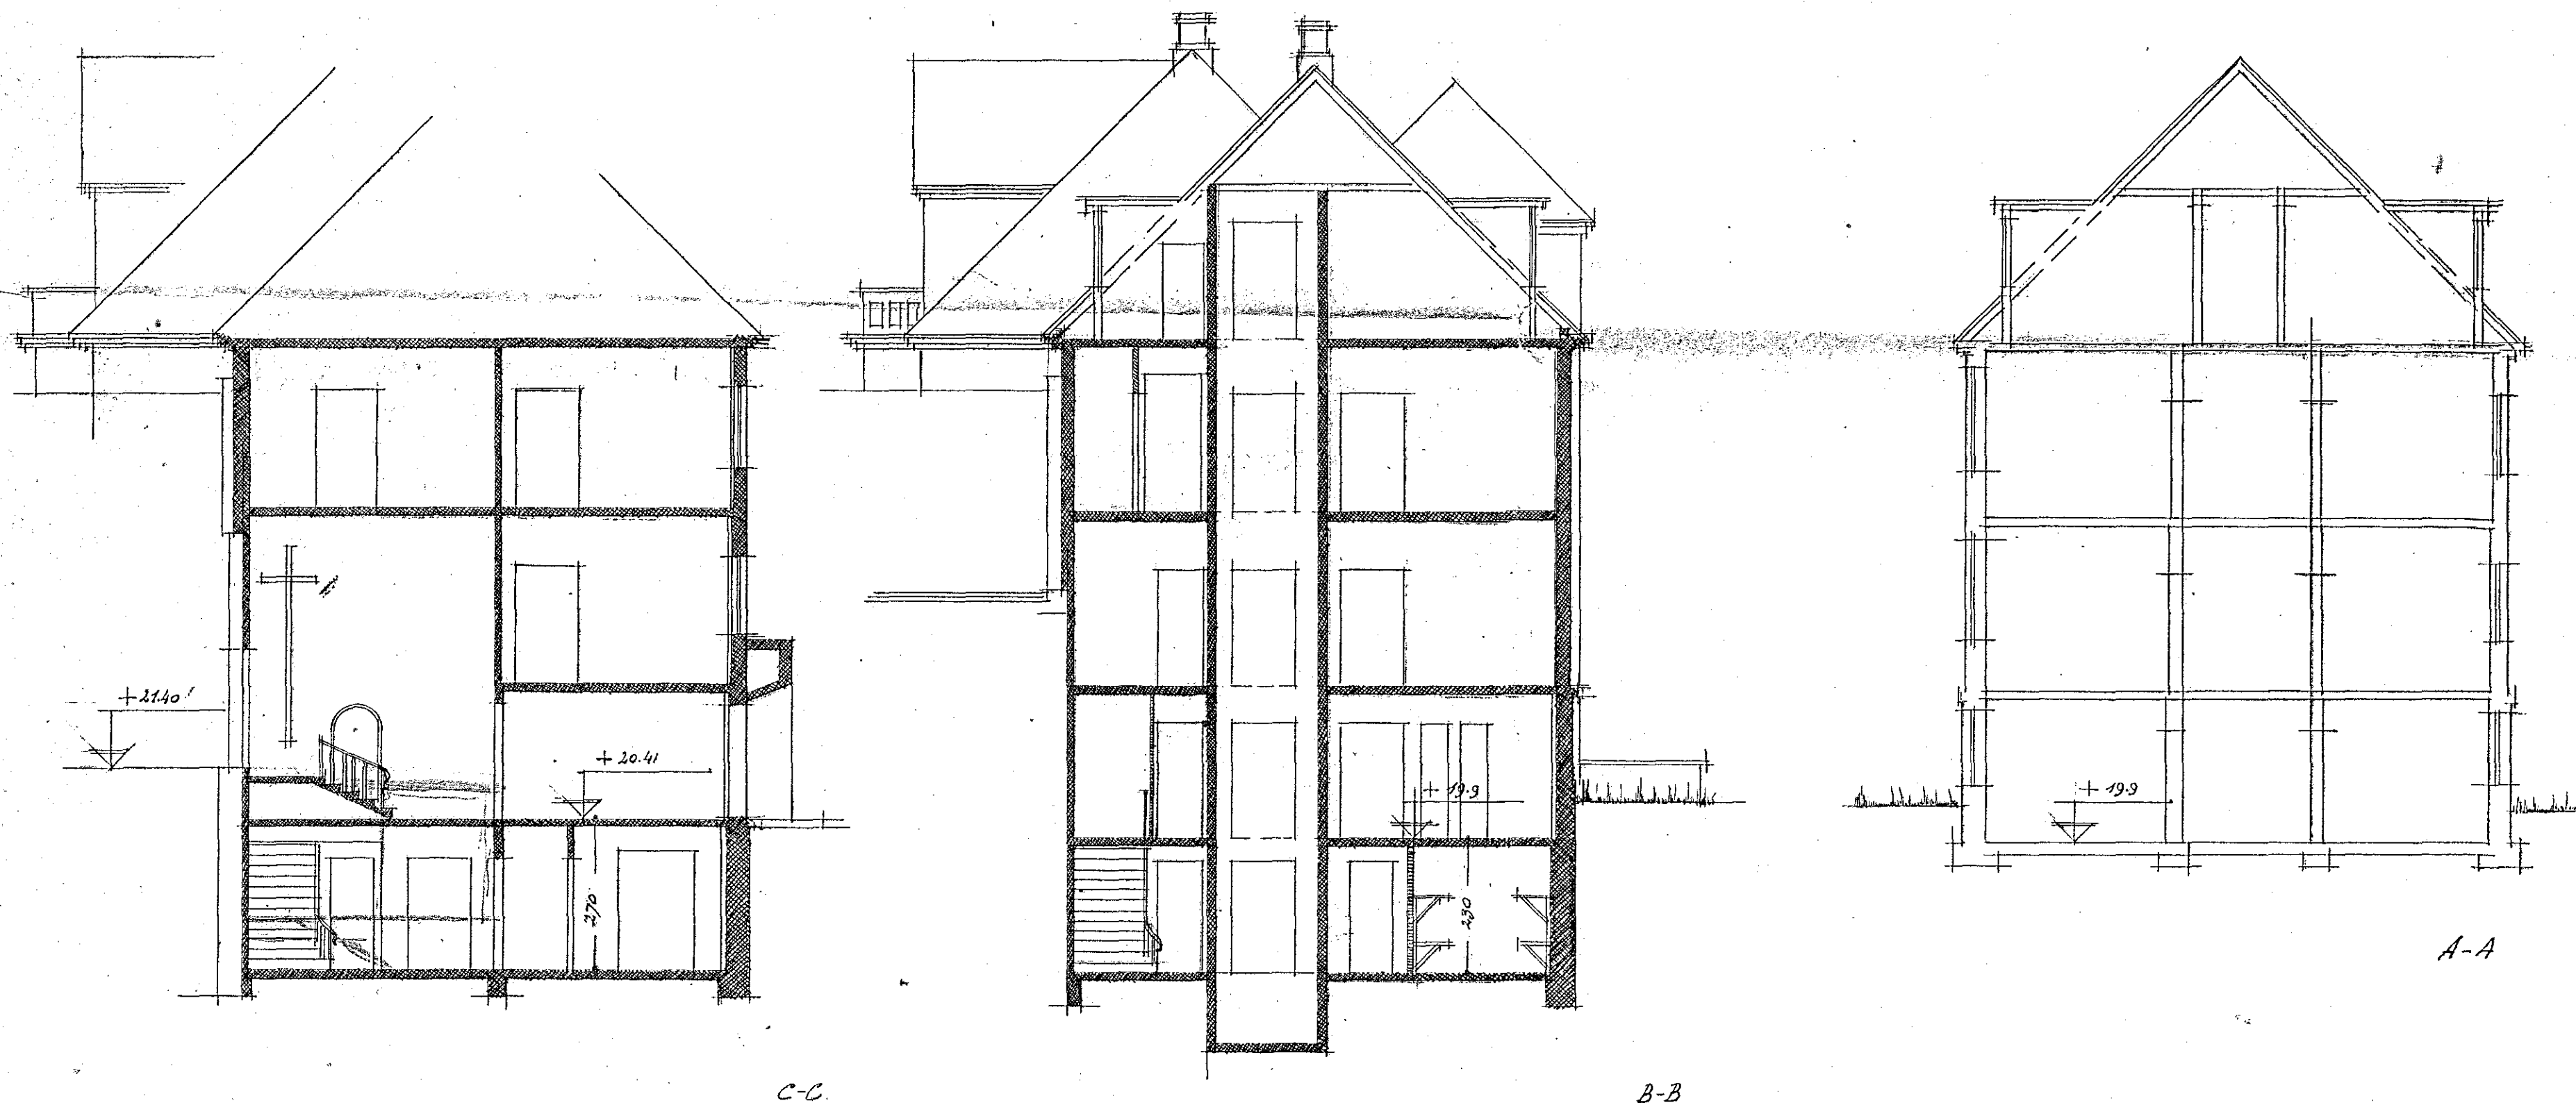 +21.40
+ 20.41
270
C-C.
+ 19.9
230
B-B
+ 19.9
A-A